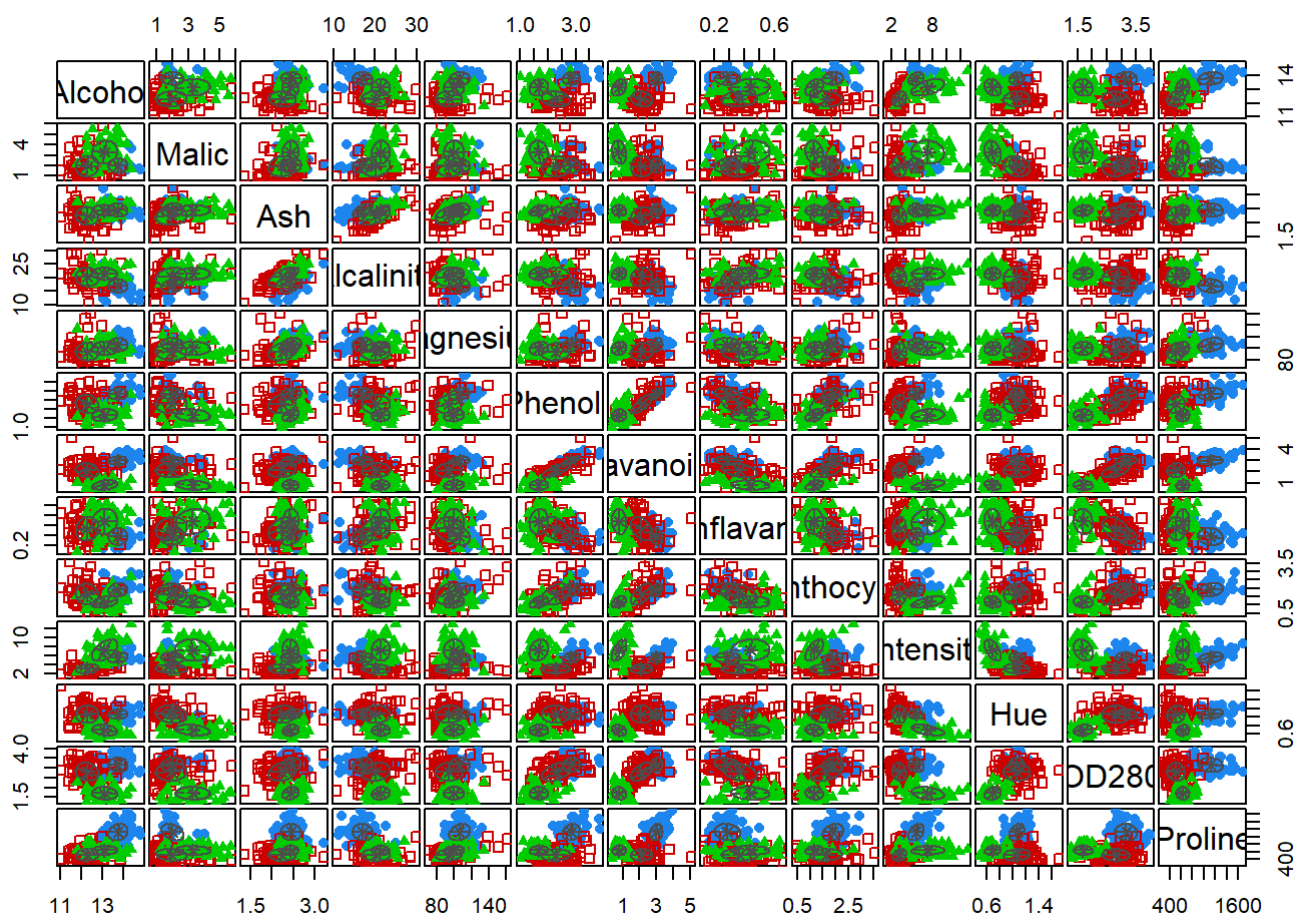 1 3 5 10 20 30 1.0 3.0 0.2 0.6 2 8 1.5 3.5
Alcoho 11 14
1 4 Malic
Ash 1.5
10 25 lcalinit
gnesiu 80
1.0 Phenol
avanoi 1 4
0.2 nflavar
nthocy 0.5 3.5
2 10 ntensit
Hue 0.6
1.5 4.0 OD280
Proline 400
11 13 1.5 3.0 80 140 1 3 5 0.5 2.5 0.6 1.4 400 1600